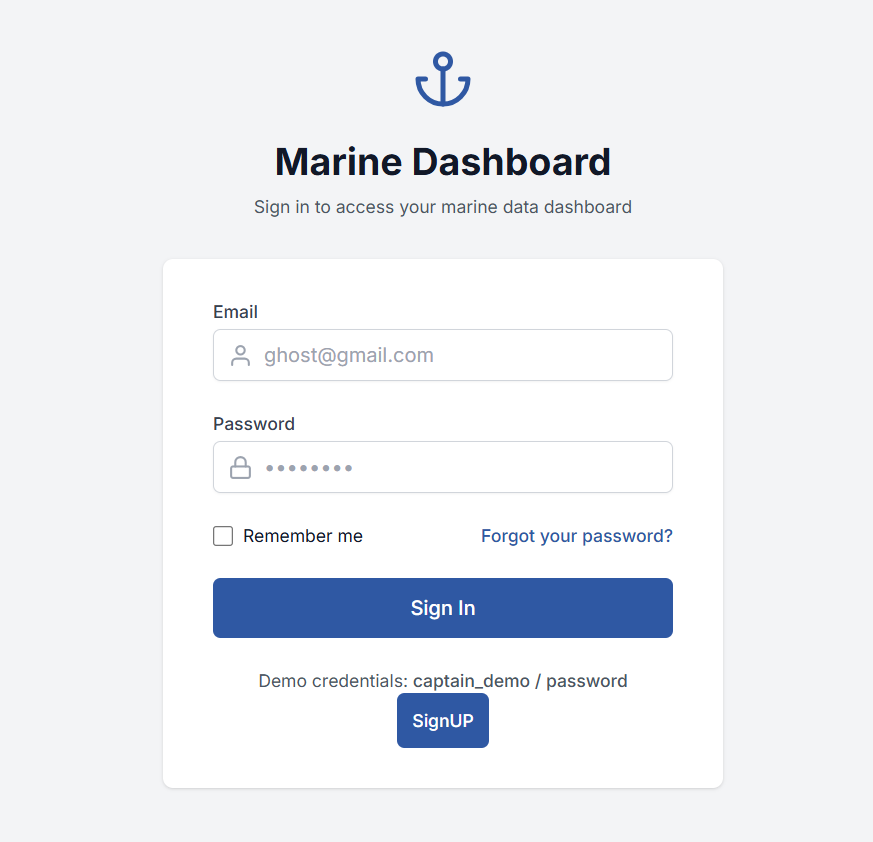 Marine Dashboard
Sign in to access your marine data dashboard
Email
ghost@gmail.com
Password
••••••••
Remember me
Forgot your password?
Sign In
Demo credentials: captain_demo / password
SignUP